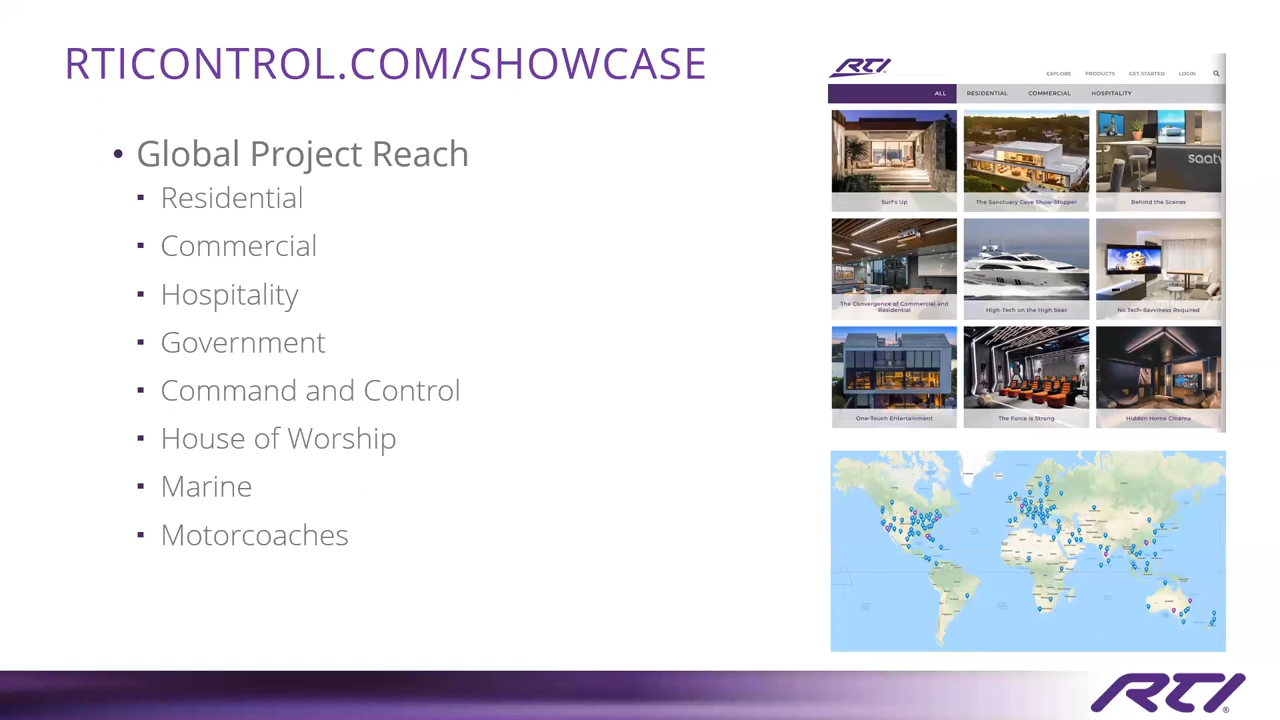 RTICONTROL.COM/SHOWCASE
• Global Project Reach
▪ Residential
▪ Commercial
▪ Hospitality
▪ Government
▪ Command and Control
▪ House of Worship
▪ Marine
▪ Motorcoaches
RTI
EXPLORE PRODUCTS GET STARTED LOGIN
ALL RESIDENTIAL COMMERCIAL HOSPITALITY
saaty
Surf's Up
The Sanctuary Cove Show-Stopper
Behind the Scenes
The Convergence of Commercial and
Residential
High-Tech on the High Seas
No Tech-Savviness Required
One-Touch Entertainment
The Force is Strong
Hidden Home Cinema
RTI®